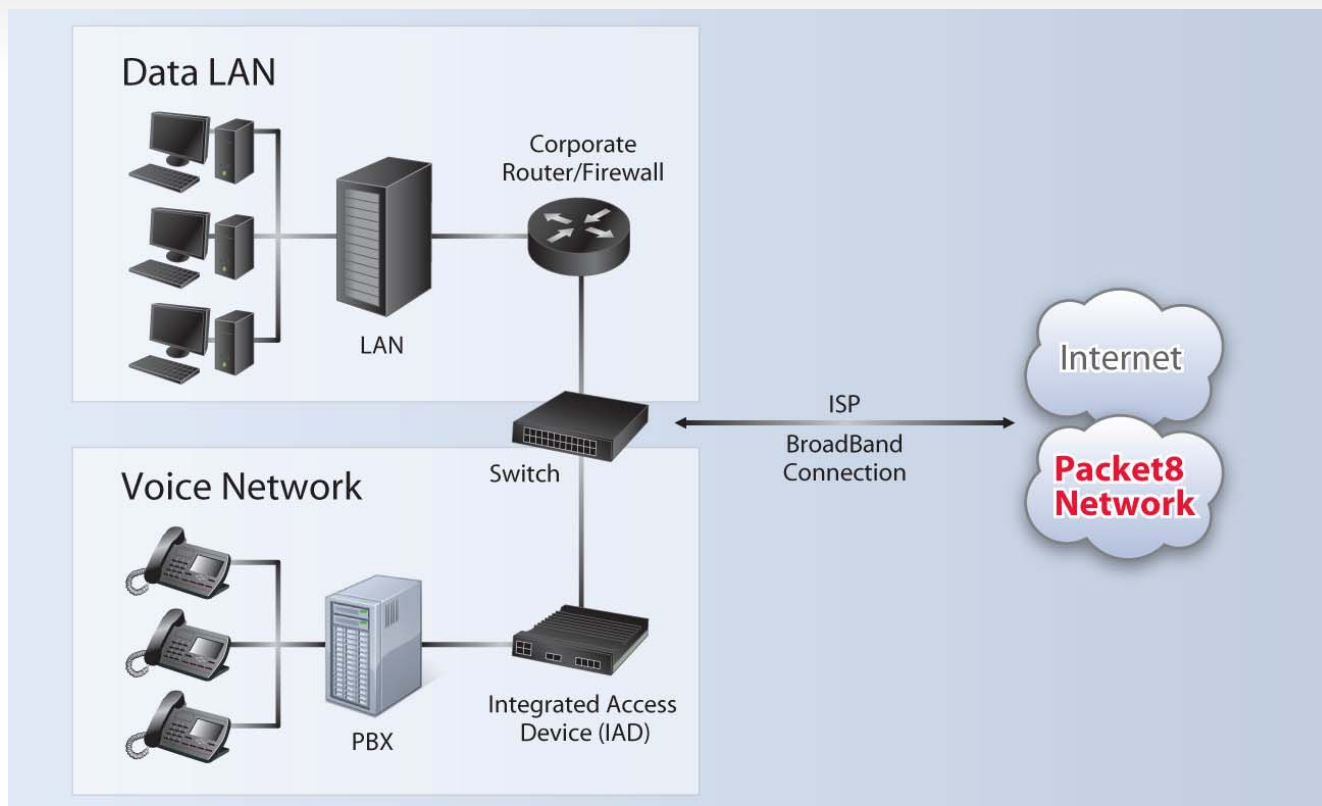 Data LAN
Corporate
Router/Firewall
LAN
Switch
ISP
BroadBand
Connection
Internet
Packet8
Network
Voice Network
PBX
Integrated Access
Device (IAD)